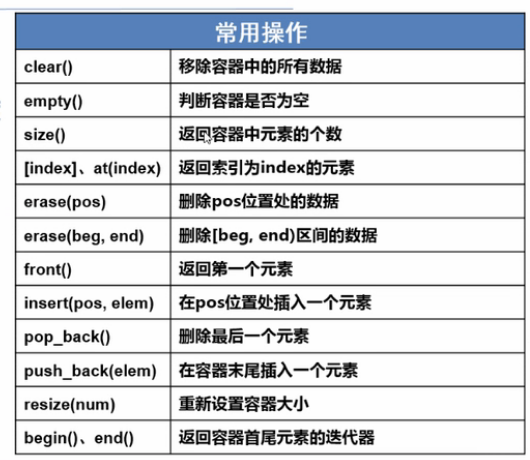 常用操作
clear() 移除容器中的所有数据
empty() 判断容器是否为空
size() 返回容器中元素的个数
[index]、at(index) 返回索引为index的元素
erase(pos) 删除pos位置处的数据
erase(beg, end) 删除[beg, end)区间的数据
front() 返回第一个元素
insert(pos, elem) 在pos位置处插入一个元素
pop_back() 删除最后一个元素
push_back(elem) 在容器末尾插入一个元素
resize(num) 重新设置容器大小
begin()、end() 返回容器首尾元素的迭代器